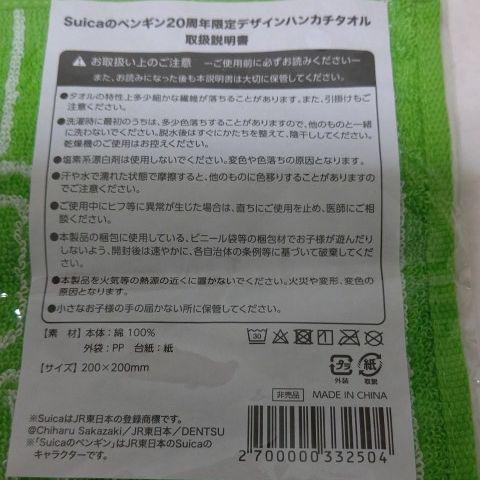 Suicaのペンギン20周年限定デザインハンカチタオル
取扱説明書
お取扱い上のご注意 ーご使用前に必ずお読みくださいー
また、お読みになった後も本説明書は大切に保管してください。
●タオルの特性上多少細かな繊維が落ちることがあります。また、引掛けもご
注意ください。
●洗濯時に最初のうちは、多少色落ちすることがありますので、他のものと一緒
に洗わないでください。脱水後はすぐにかたちを整えて、陰干ししてください。
乾燥機のご使用はお控えください。
●塩素系漂白剤は使用しないでください。変色や色落ちの原因となります。
●汗や水で濡れた状態で摩擦すると、他のものに色移りすることがありますの
でご注意ください。
●ご使用中にヒフ等に異常が生じた場合は、直ちにご使用を止め、医師にご相
談ください。
●本製品の梱包に使用している、ビニール袋等の梱包材でお子様が遊んだり
しないよう、開封後は速やかに、各自治体の条例等に基づいて破棄してくだ
さい。
●本製品を火気等の熱源の近くに置かないでください。火災や変形、変色の
原因となります。
●小さなお子様の手の届かない所に保管してください。
【素 材】本体:綿 100%
外袋:PP 台紙:紙
【サイズ】200×200mm
30
プラ 紙
外装 取説
非売品 MADE IN CHINA
※SuicaはJR東日本の登録商標です。
@Chiharu Sakazaki/JR東日本/DENTSU
※「Suicaのペンギン」はJR東日本のSuicaの
キャラクターです。
2 700000 332504